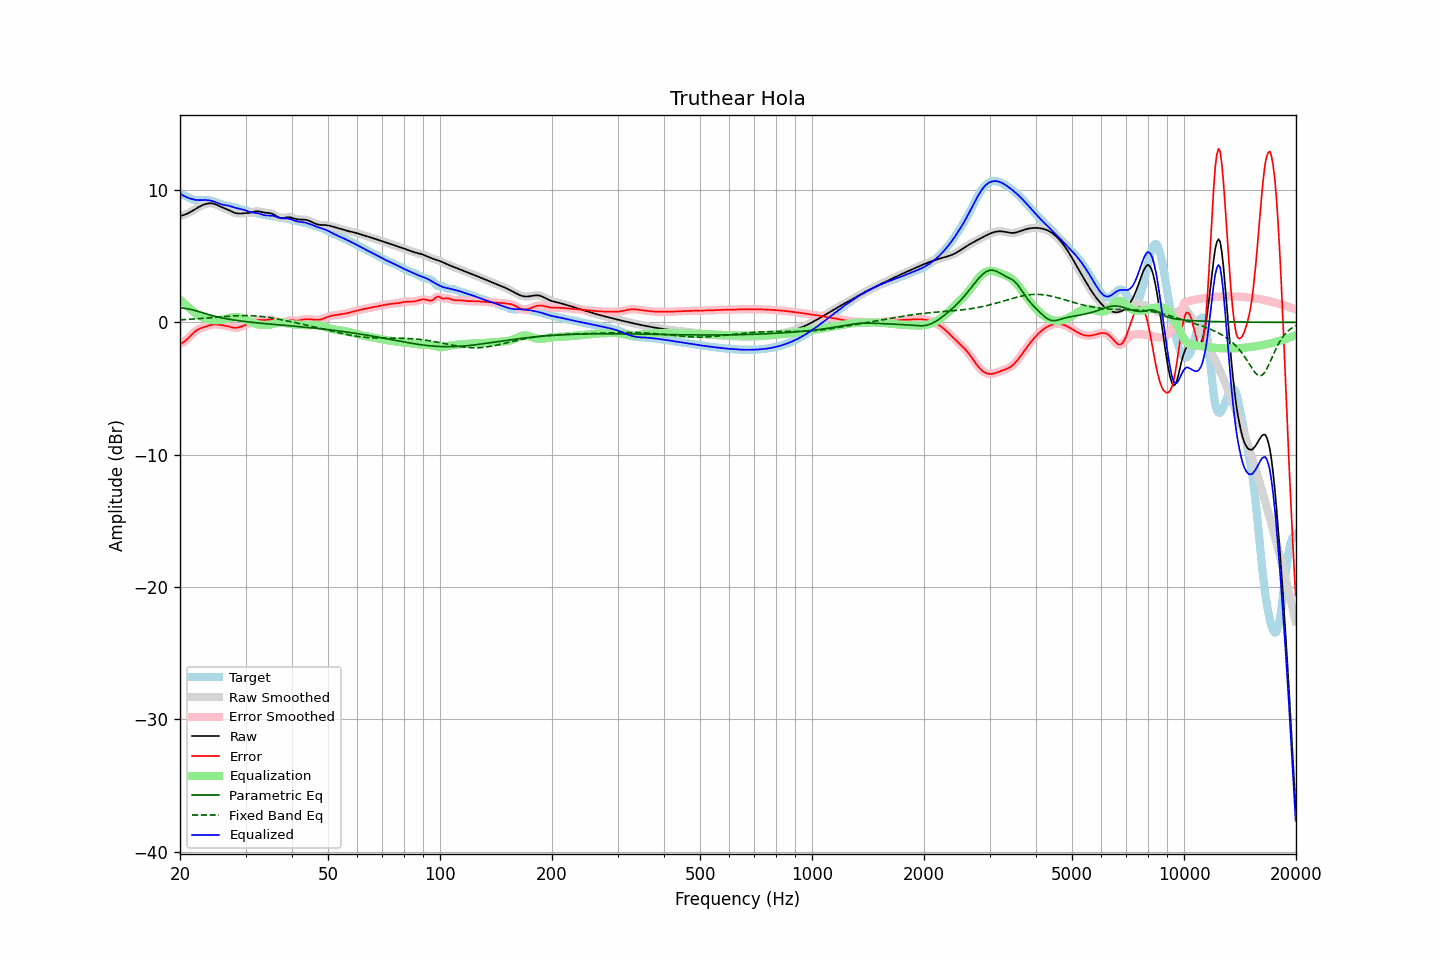 Truthear Hola
10
0
−10
−20
−30
−40
Amplitude (dBr)
Target
Raw Smoothed
Error Smoothed
Raw
Error
Equalization
Parametric Eq
Fixed Band Eq
Equalized
20 50 100 200 500 1000 2000 5000 10000 20000
Frequency (Hz)